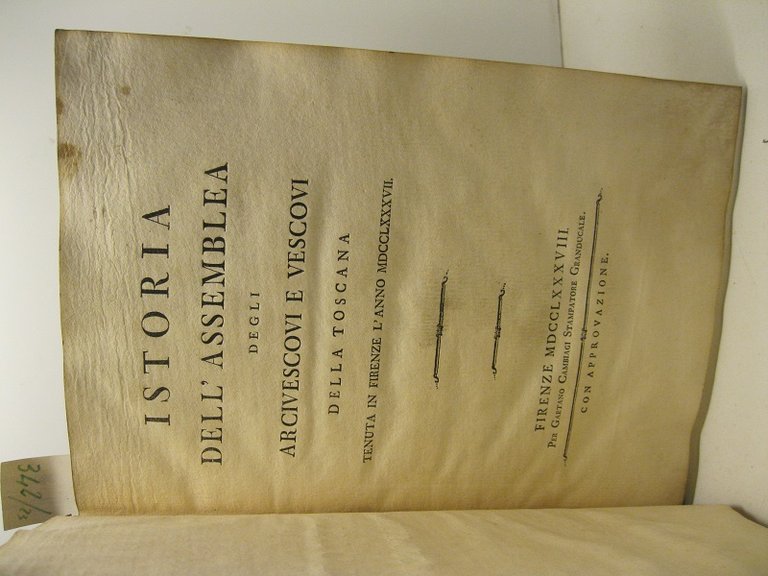 ISTORIA
DELL' ASSEMBLEA
DEGLI
ARCIVESCOVI E VESCOVI
DELLA TOSCANA
TENUTA IN FIRENZE L'ANNO MDCCLXXXVII.
FIRENZE MDCCLXXXVIII.
PER GAETANO CAMBIAGI STAMPATORE GRANDUCALE.
CON APPROVAZIONE.